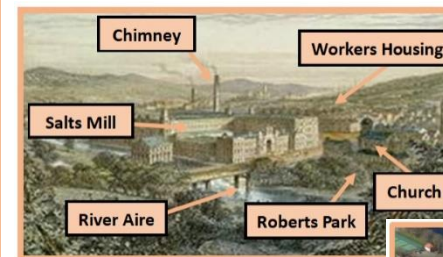 Chimney
Workers Housing
Salts Mill
Church
River Aire
Roberts Park